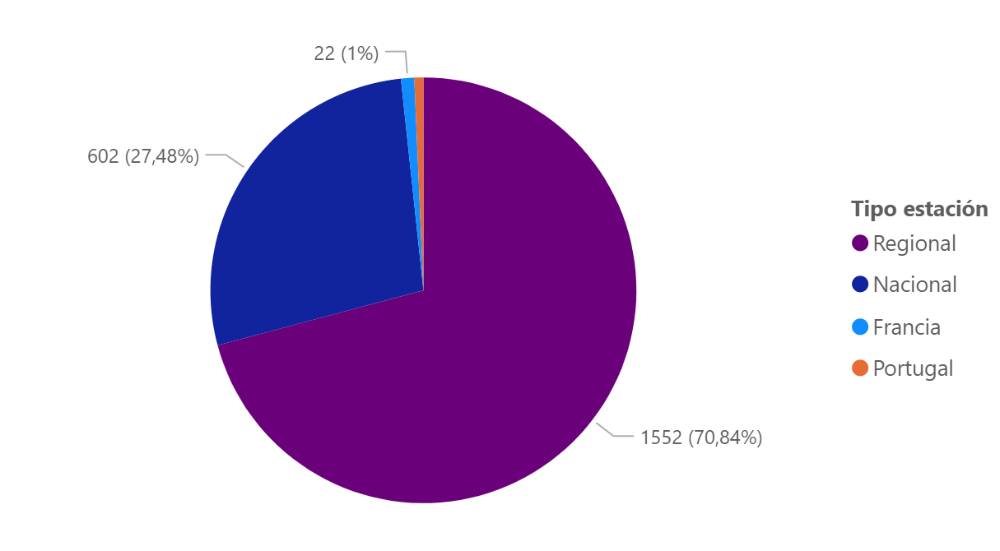 22 (1%)
602 (27,48%)
1552 (70,84%)
Tipo estación
Regional
Nacional
Francia
Portugal